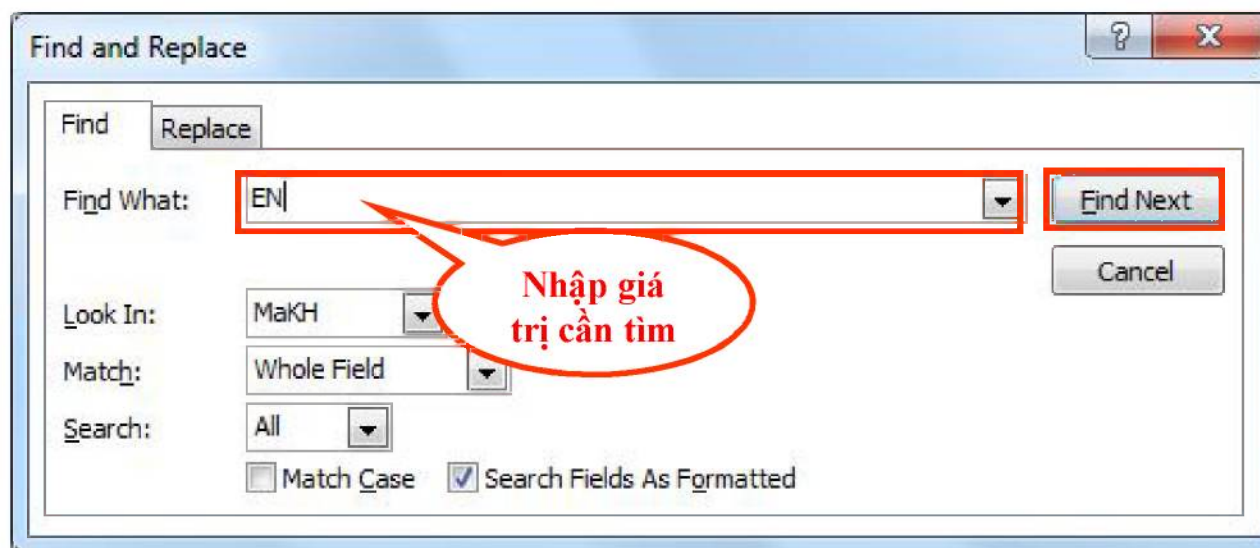 Find and Replace
Find Replace
Find What: EN Find Next
Cancel
Nhập giá
trị cần tìm
Look In: MaKH
Match: Whole Field
Search: All
Match Case Search Fields As Formatted